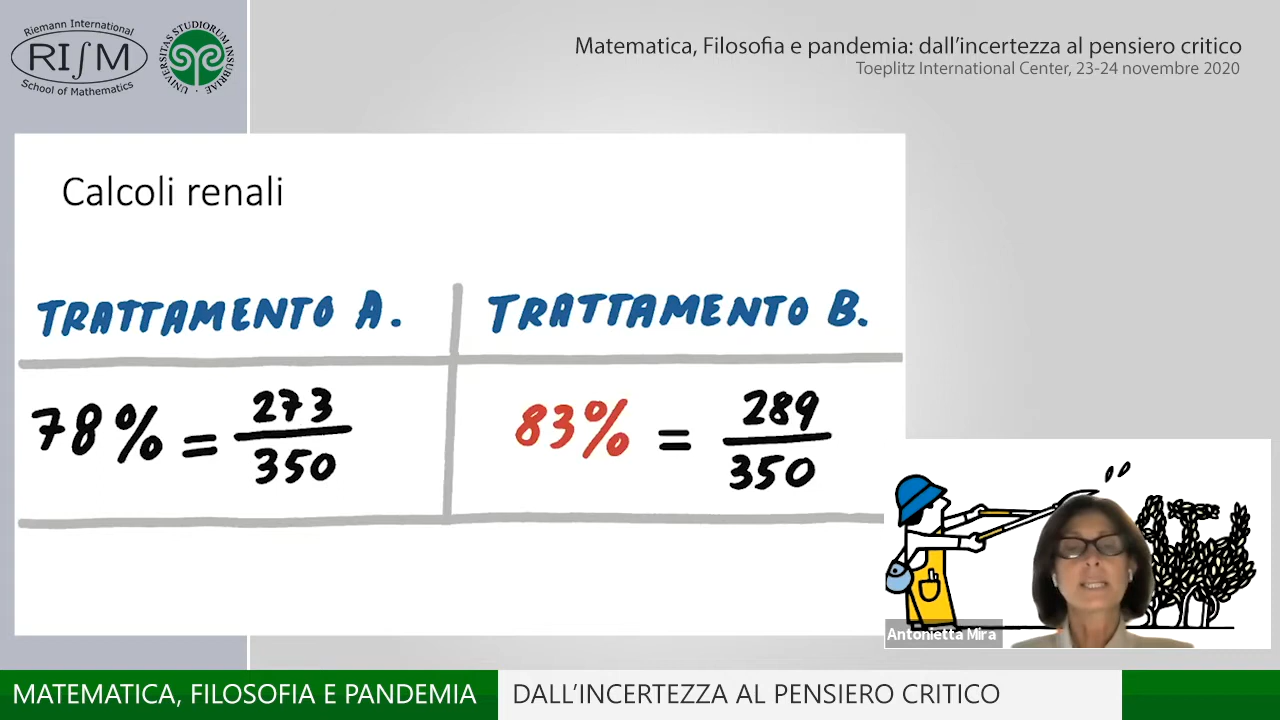 Riemann International
RI∫M
School of Mathematics
UNIVERSITAS STUDIORUM INSUBRIAE
Matematica, Filosofia e pandemia: dall'incertezza al pensiero critico
Toeplitz International Center, 23-24 novembre 2020
Calcoli renali
TRATTAMENTO A.
TRATTAMENTO B.
78% = 273/350
83% = 289/350
Antonietta Mira
MATEMATICA, FILOSOFIA E PANDEMIA
DALL'INCERTEZZA AL PENSIERO CRITICO